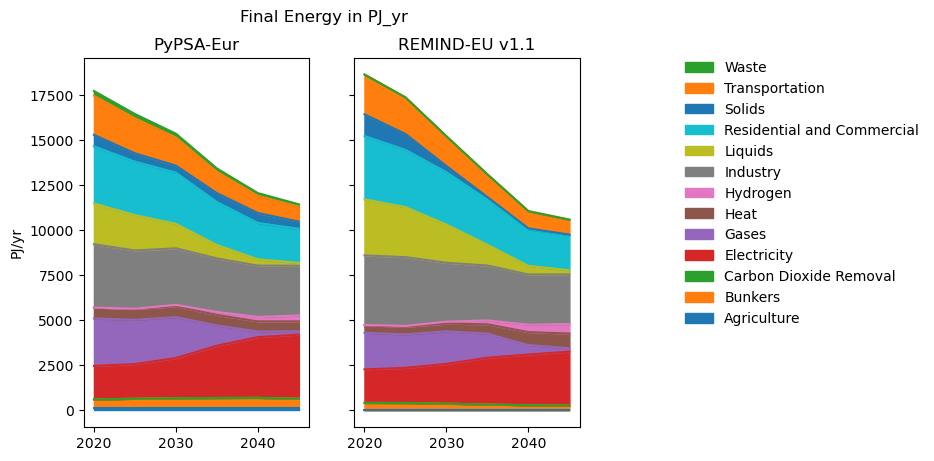 Final Energy in PJ_yr
PyPSA-Eur
REMIND-EU v1.1
PJ/yr
17500
15000
12500
10000
7500
5000
2500
0
2020
2030
2040
2020
2030
2040
Waste
Transportation
Solids
Residential and Commercial
Liquids
Industry
Hydrogen
Heat
Gases
Electricity
Carbon Dioxide Removal
Bunkers
Agriculture